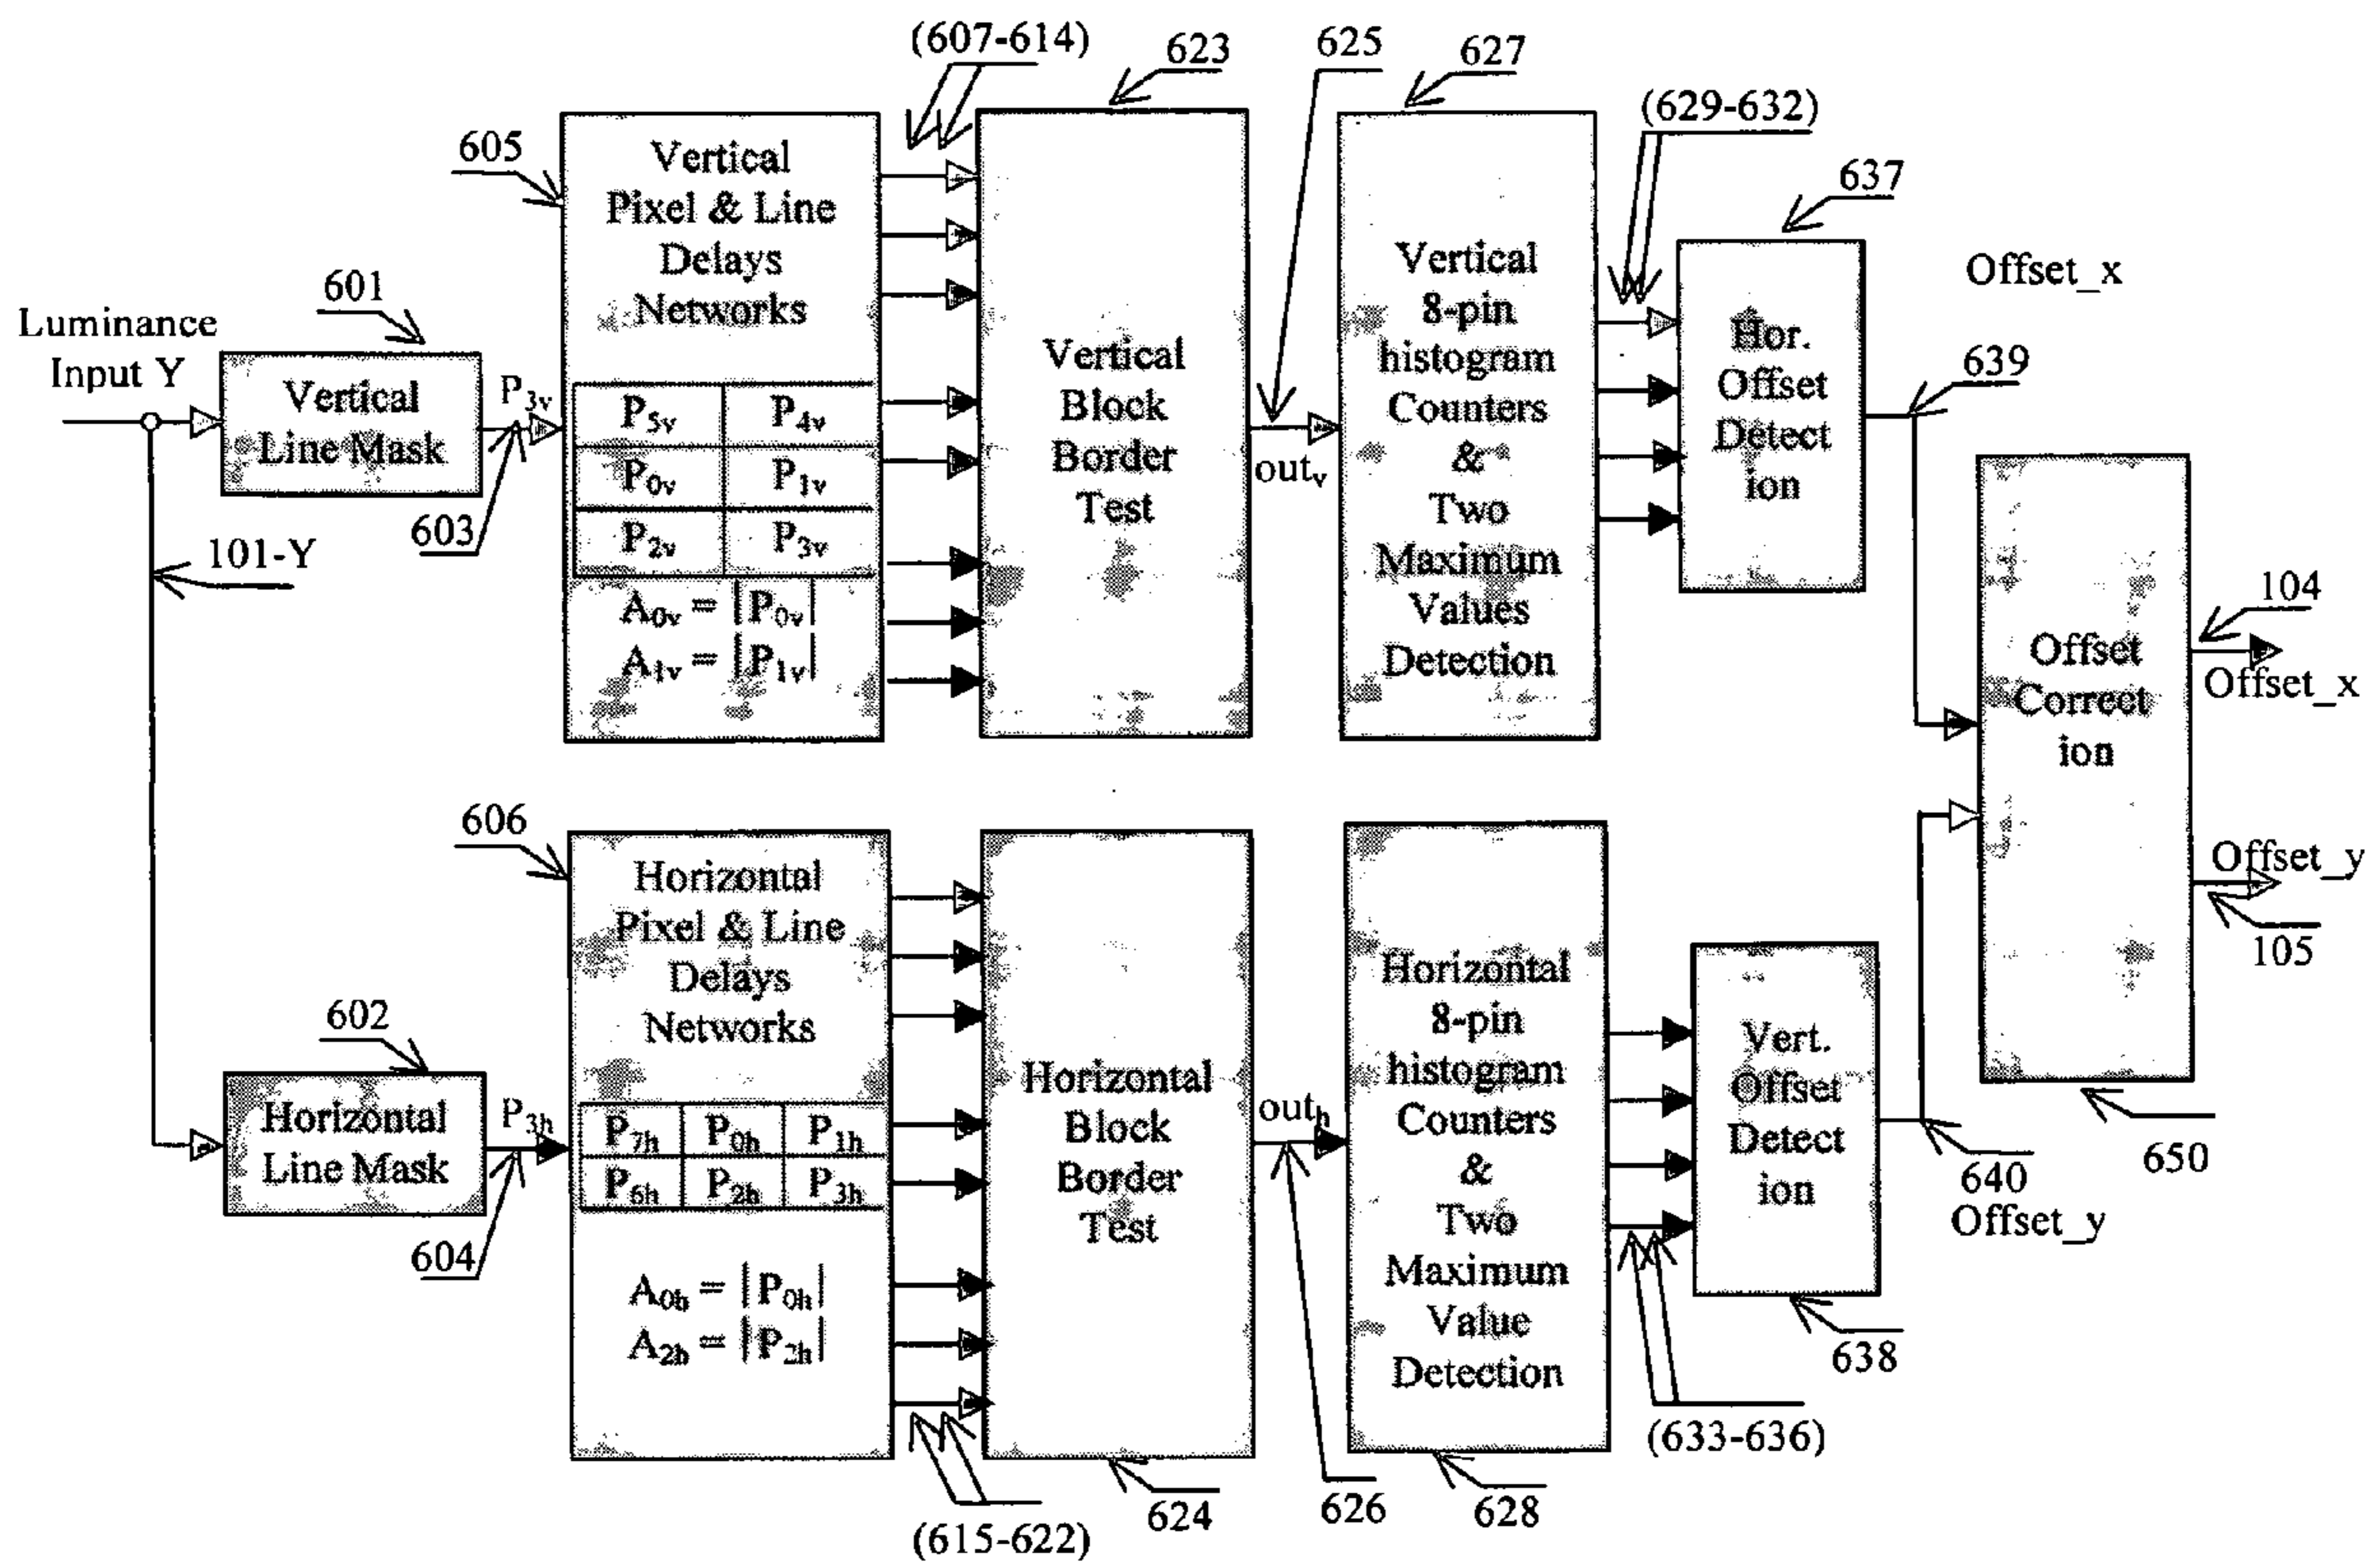 (607-614)
623
625
627
(629-632)
605
Vertical
Pixel & Line
Delays
Networks
637
Offset_x
601
Luminance
Input Y
Vertical
Line Mask
P3v
603
101-Y
P5v P4v
P0v P1v
P2v P3v
A0v = |P0v|
A1v = |P1v|
Vertical
Block
Border
Test
outv
Vertical
8-pin
histogram
Counters
&
Two
Maximum
Values
Detection
Hor.
Offset
Detect
ion
639
Offset
Correct
ion
104
Offset_x
Offset_y
105
650
606
Horizontal
Pixel & Line
Delays
Networks
602
Horizontal
Line Mask
P3h
604
P7h P0h P1h
P6h P2h P3h
A0h = |P0h|
A2h = |P2h|
Horizontal
Block
Border
Test
outh
Horizontal
8-pin
histogram
Counters
&
Two
Maximum
Value
Detection
Vert.
Offset
Detect
ion
640
Offset_y
638
(633-636)
(615-622)
624
626
628